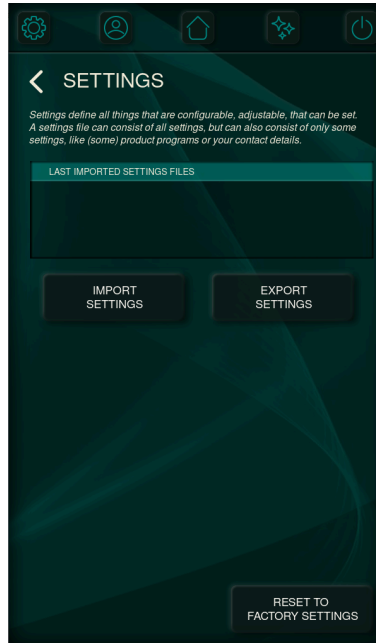 SETTINGS
Settings define all things that are configurable, adjustable, that can be set.
A settings file can consist of all settings, but can also consist of only some
settings, like (some) product programs or your contact details.
LAST IMPORTED SETTINGS FILES
IMPORT
SETTINGS
EXPORT
SETTINGS
RESET TO
FACTORY SETTINGS